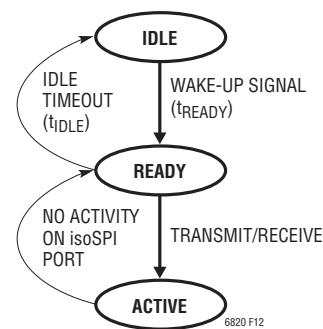 IDLE
IDLE
TIMEOUT
(tIDLE)
WAKE-UP SIGNAL
(tREADY)
READY
NO ACTIVITY
ON isoSPI
PORT
TRANSMIT/RECEIVE
ACTIVE
6820 F12